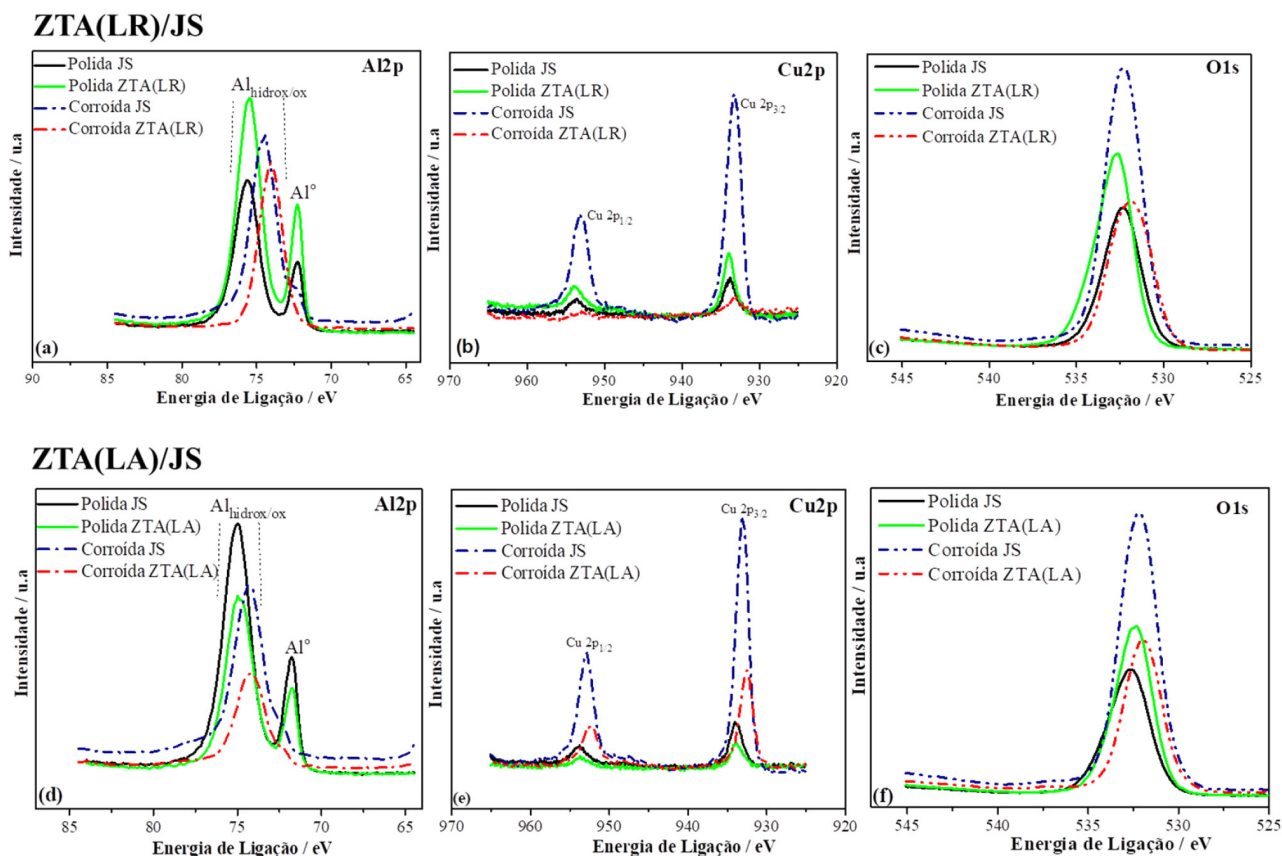 ZTA(LR)/JS
Polida JS
Polida ZTA(LR)
Corroída JS
Corroída ZTA(LR)
Al2p
Al hidrox/ox
Al°
(a)
Intensidade / u.a
90 85 80 75 70 65
Energia de Ligação / eV
Polida JS
Polida ZTA(LR)
Corroída JS
Corroída ZTA(LR)
Cu2p
Cu 2p3/2
Cu 2p1/2
(b)
Intensidade / u.a
970 960 950 940 930 920
Energia de Ligação / eV
Polida JS
Polida ZTA(LR)
Corroída JS
Corroída ZTA(LR)
O1s
(c)
Intensidade / u.a
545 540 535 530 525
Energia de Ligação / eV
ZTA(LA)/JS
Polida JS
Polida ZTA(LA)
Corroída JS
Corroída ZTA(LA)
Al2p
Al hidrox/ox
Al°
(d)
Intensidade / u.a
85 80 75 70 65
Energia de Ligação / eV
Polida JS
Polida ZTA(LA)
Corroída JS
Corroída ZTA(LA)
Cu2p
Cu 2p3/2
Cu 2p1/2
(e)
Intensidade / u.a
970 960 950 940 930 920
Energia de Ligação / eV
Polida JS
Polida ZTA(LA)
Corroída JS
Corroída ZTA(LA)
O1s
(f)
Intensidade / u.a
545 540 535 530 525
Energia de Ligação / eV